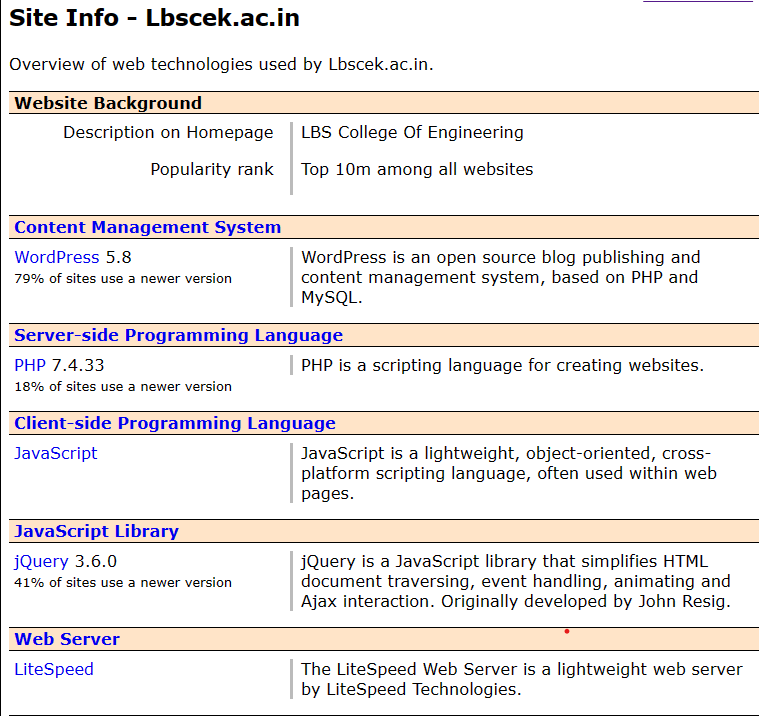 Site Info - Lbscek.ac.in
Overview of web technologies used by Lbscek.ac.in.
Website Background
Description on Homepage
LBS College Of Engineering
Popularity rank
Top 10m among all websites
Content Management System
WordPress 5.8
79% of sites use a newer version
WordPress is an open source blog publishing and
content management system, based on PHP and
MySQL.
Server-side Programming Language
PHP 7.4.33
18% of sites use a newer version
PHP is a scripting language for creating websites.
Client-side Programming Language
JavaScript
JavaScript is a lightweight, object-oriented, cross-
platform scripting language, often used within web
pages.
JavaScript Library
jQuery 3.6.0
41% of sites use a newer version
jQuery is a JavaScript library that simplifies HTML
document traversing, event handling, animating and
Ajax interaction. Originally developed by John Resig.
Web Server
LiteSpeed
The LiteSpeed Web Server is a lightweight web server
by LiteSpeed Technologies.